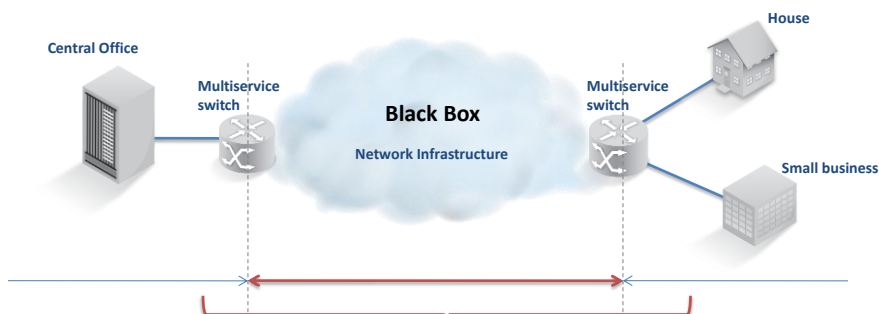 House
Central Office
Multiservice
switch
Black Box
Network Infrastructure
Multiservice
switch
Small business